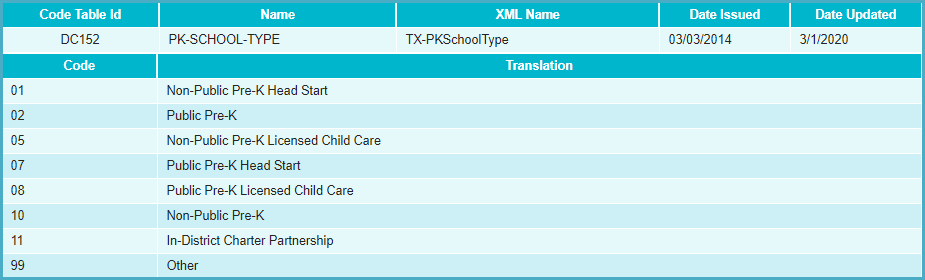 Code Table Id Name XML Name Date Issued Date Updated
DC152 PK-SCHOOL-TYPE TX-PKSchoolType 03/03/2014 3/1/2020
Code Translation
01 Non-Public Pre-K Head Start
02 Public Pre-K
05 Non-Public Pre-K Licensed Child Care
07 Public Pre-K Head Start
08 Public Pre-K Licensed Child Care
10 Non-Public Pre-K
11 In-District Charter Partnership
99 Other